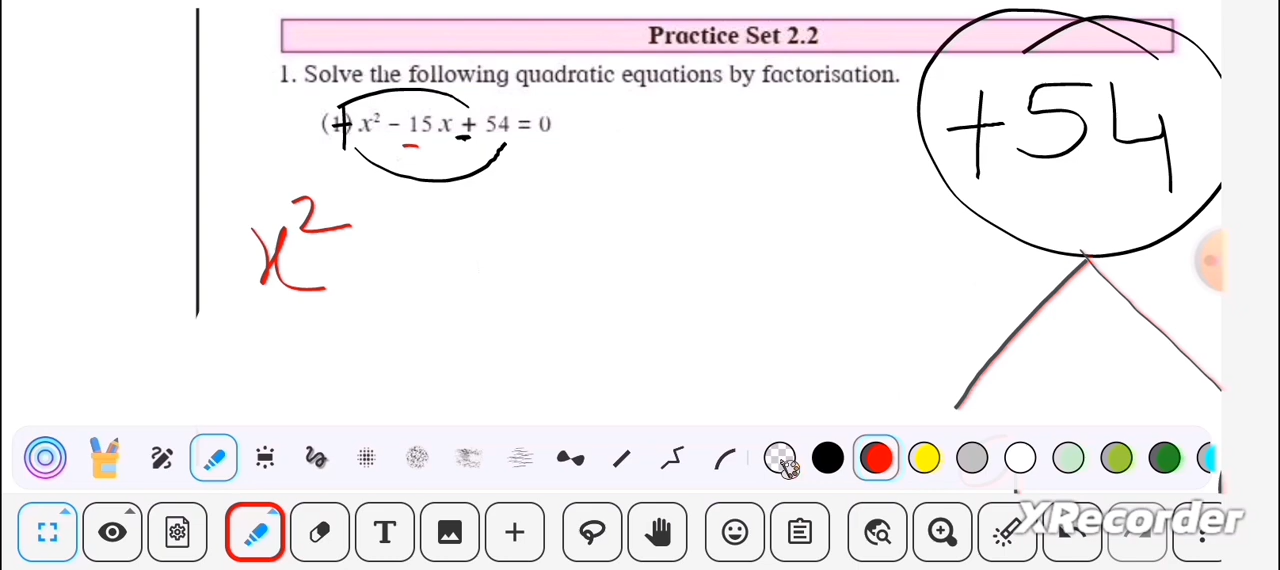 Practice Set 2.2
1. Solve the following quadratic equations by factorisation.
(1) x² – 15x + 54 = 0
+54
x²
T
XRecorder